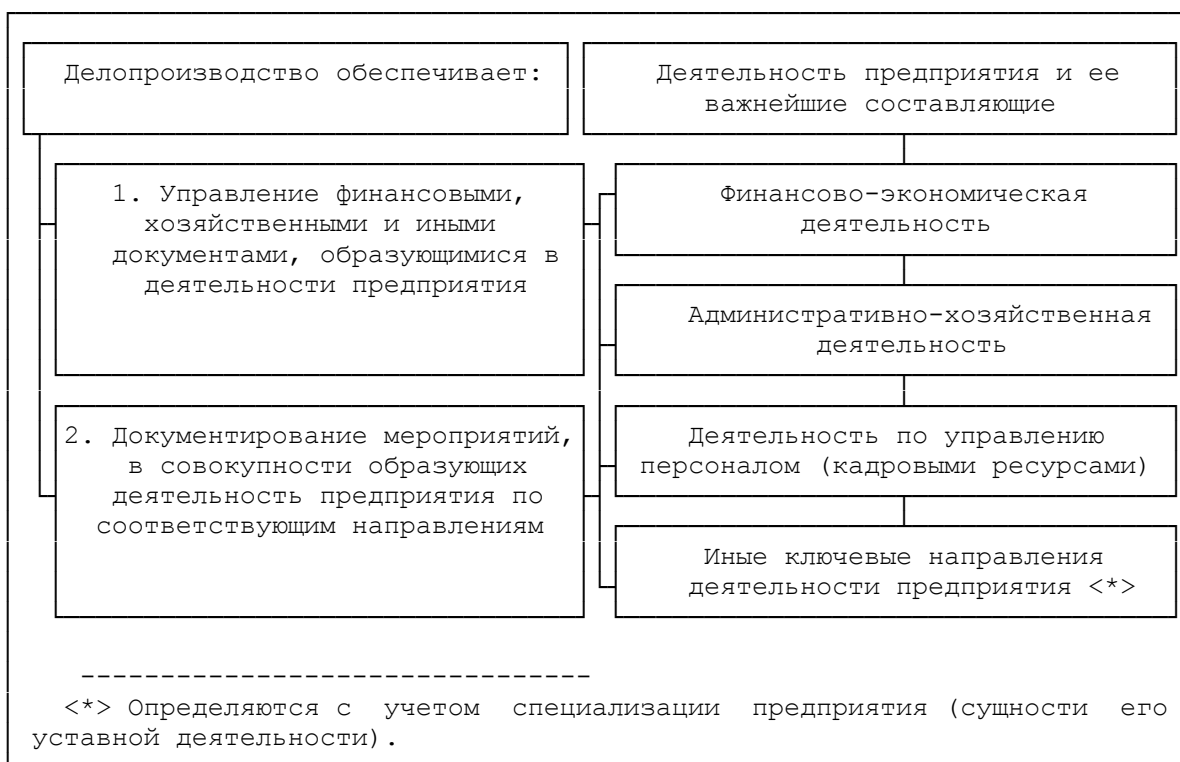 Делопроизводство обеспечивает:
Деятельность предприятия и ее
важнейшие составляющие
1. Управление финансовыми,
хозяйственными и иными
документами, образующимися в
деятельности предприятия
Финансово-экономическая
деятельность
Административно-хозяйственная
деятельность
2. Документирование мероприятий,
в совокупности образующих
деятельность предприятия по
соответствующим направлениям
Деятельность по управлению
персоналом (кадровыми ресурсами)
Иные ключевые направления
деятельности предприятия <*>
--------------------------------
<*> Определяются с учетом специализации предприятия (сущности его
уставной деятельности).